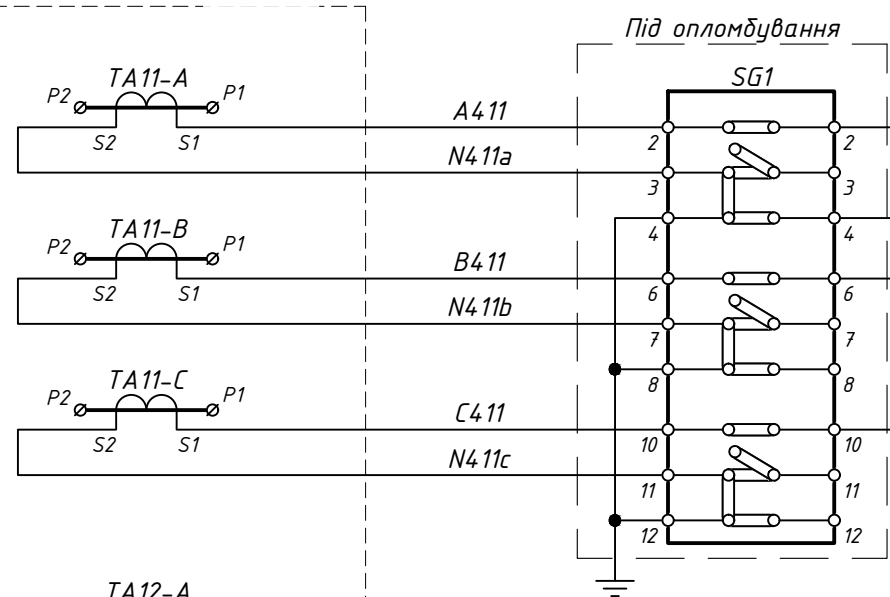 Під опломбування
TA11-A
SG1
P2
P1
A411
S2
S1
2
2
N411a
3
3
4
4
TA11-B
P2
P1
B411
S2
S1
6
6
N411b
7
7
8
8
TA11-C
P2
P1
C411
S2
S1
10
10
N411c
11
11
12
12
TA12-A